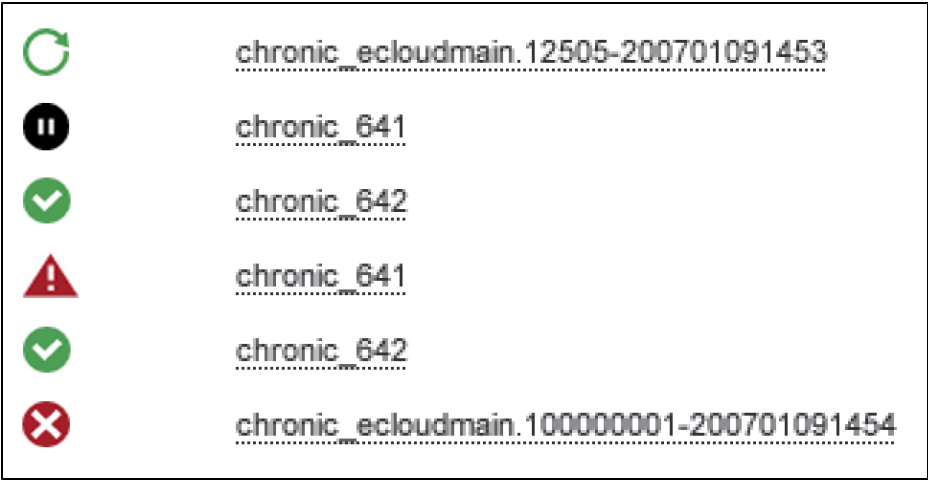 chronic_ecloudmain.12505-200701091453
chronic_641
chronic_642
chronic_641
chronic_642
chronic_ecloudmain.100000001-200701091454